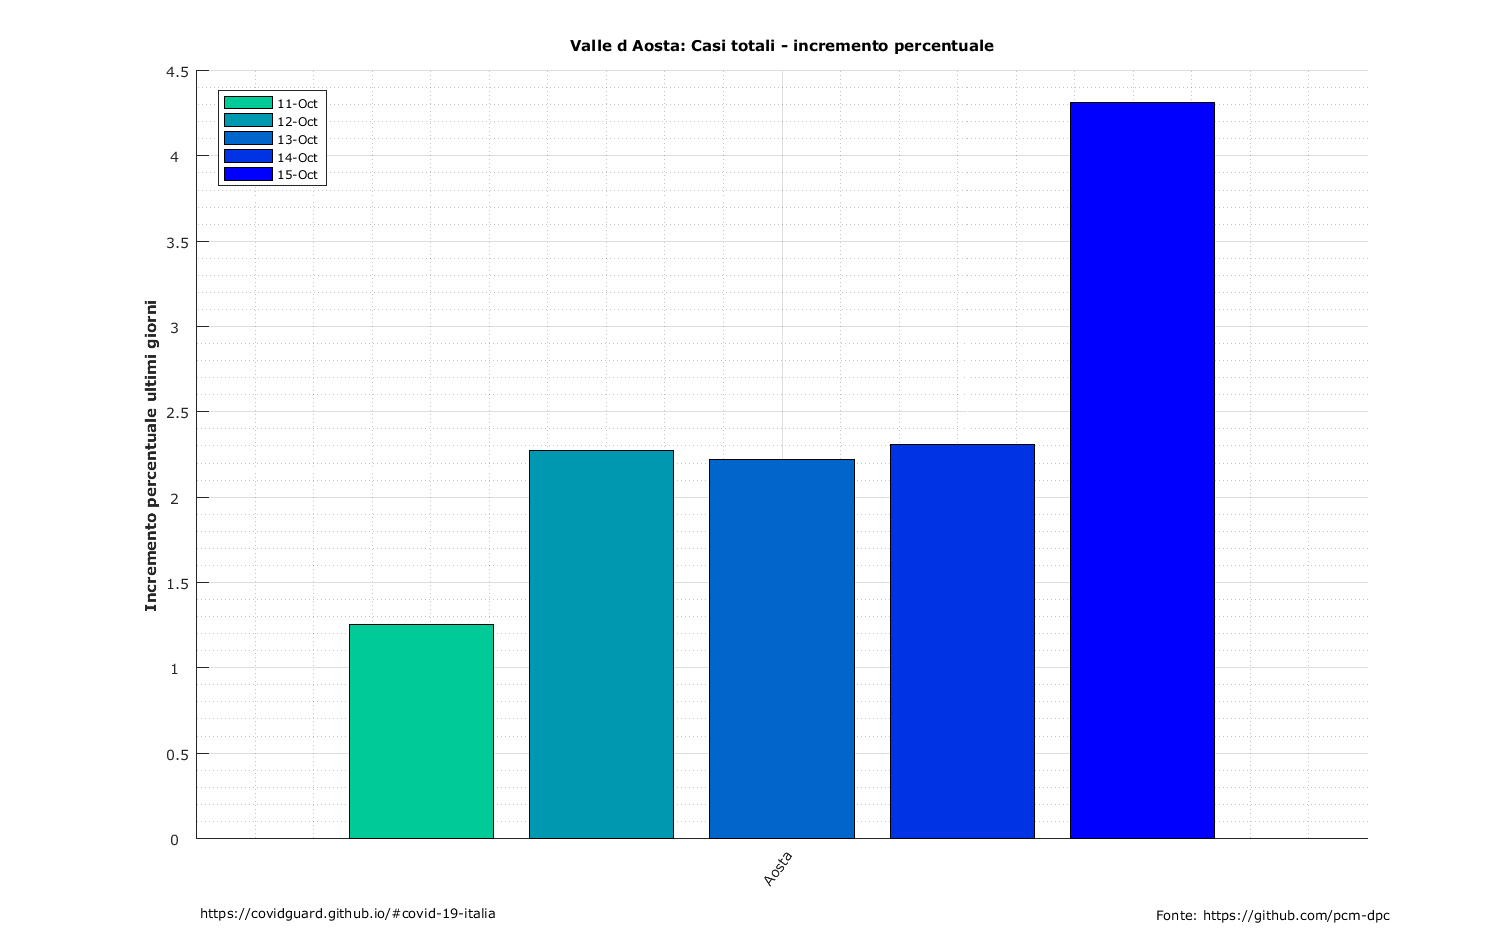 Valle d Aosta: Casi totali - incremento percentuale
4.5
4
3.5
3
2.5
2
1.5
1
0.5
0
11-Oct
12-Oct
13-Oct
14-Oct
15-Oct
Incremento percentuale ultimi giorni
Aosta
https://covidguard.github.io/#covid-19-italia
Fonte: https://github.com/pcm-dpc